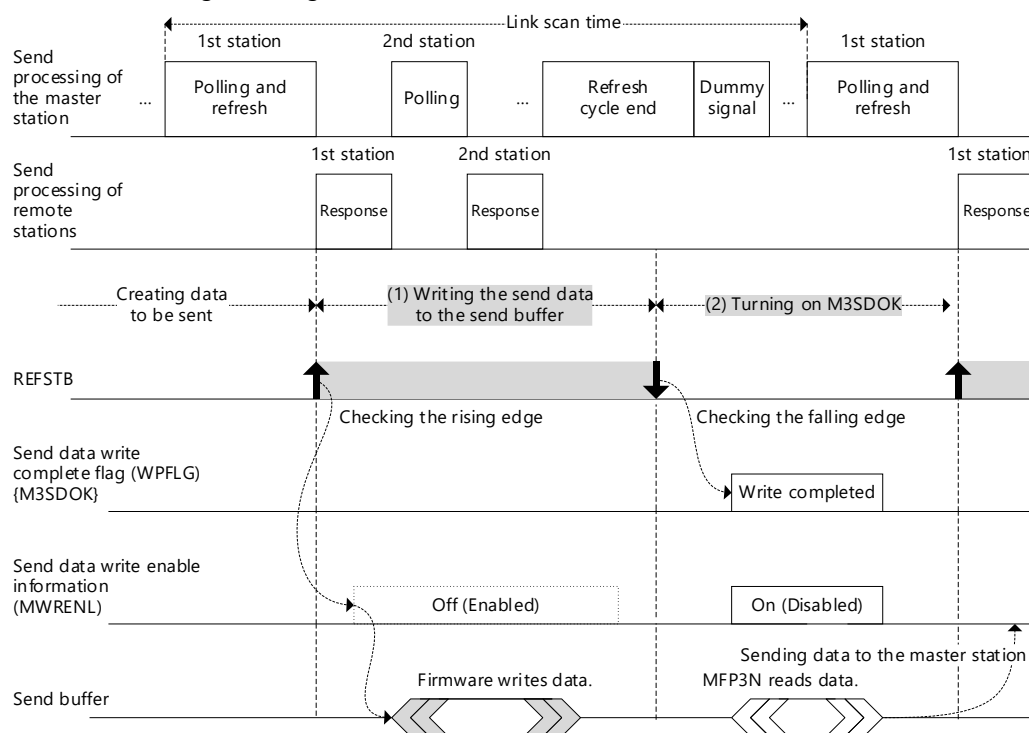 Link scan time
1st station
2nd station
1st station
Send
processing of
the master
station
...
Polling and
refresh
Polling
...
Refresh
cycle end
Dummy
signal
...
Polling and
refresh
1st station
2nd station
1st station
Send
processing of
remote
stations
Response
Response
Response
Creating data
to be sent
(1) Writing the send data
to the send buffer
(2) Turning on M3SDOK
REFSTB
Checking the rising edge
Checking the falling edge
Send data write
complete flag (WPFLG)
{M3SDOK}
Write completed
Send data write enable
information
(MWRENL)
Off (Enabled)
On (Disabled)
Sending data to the master station
Send buffer
Firmware writes data.
MFP3N reads data.